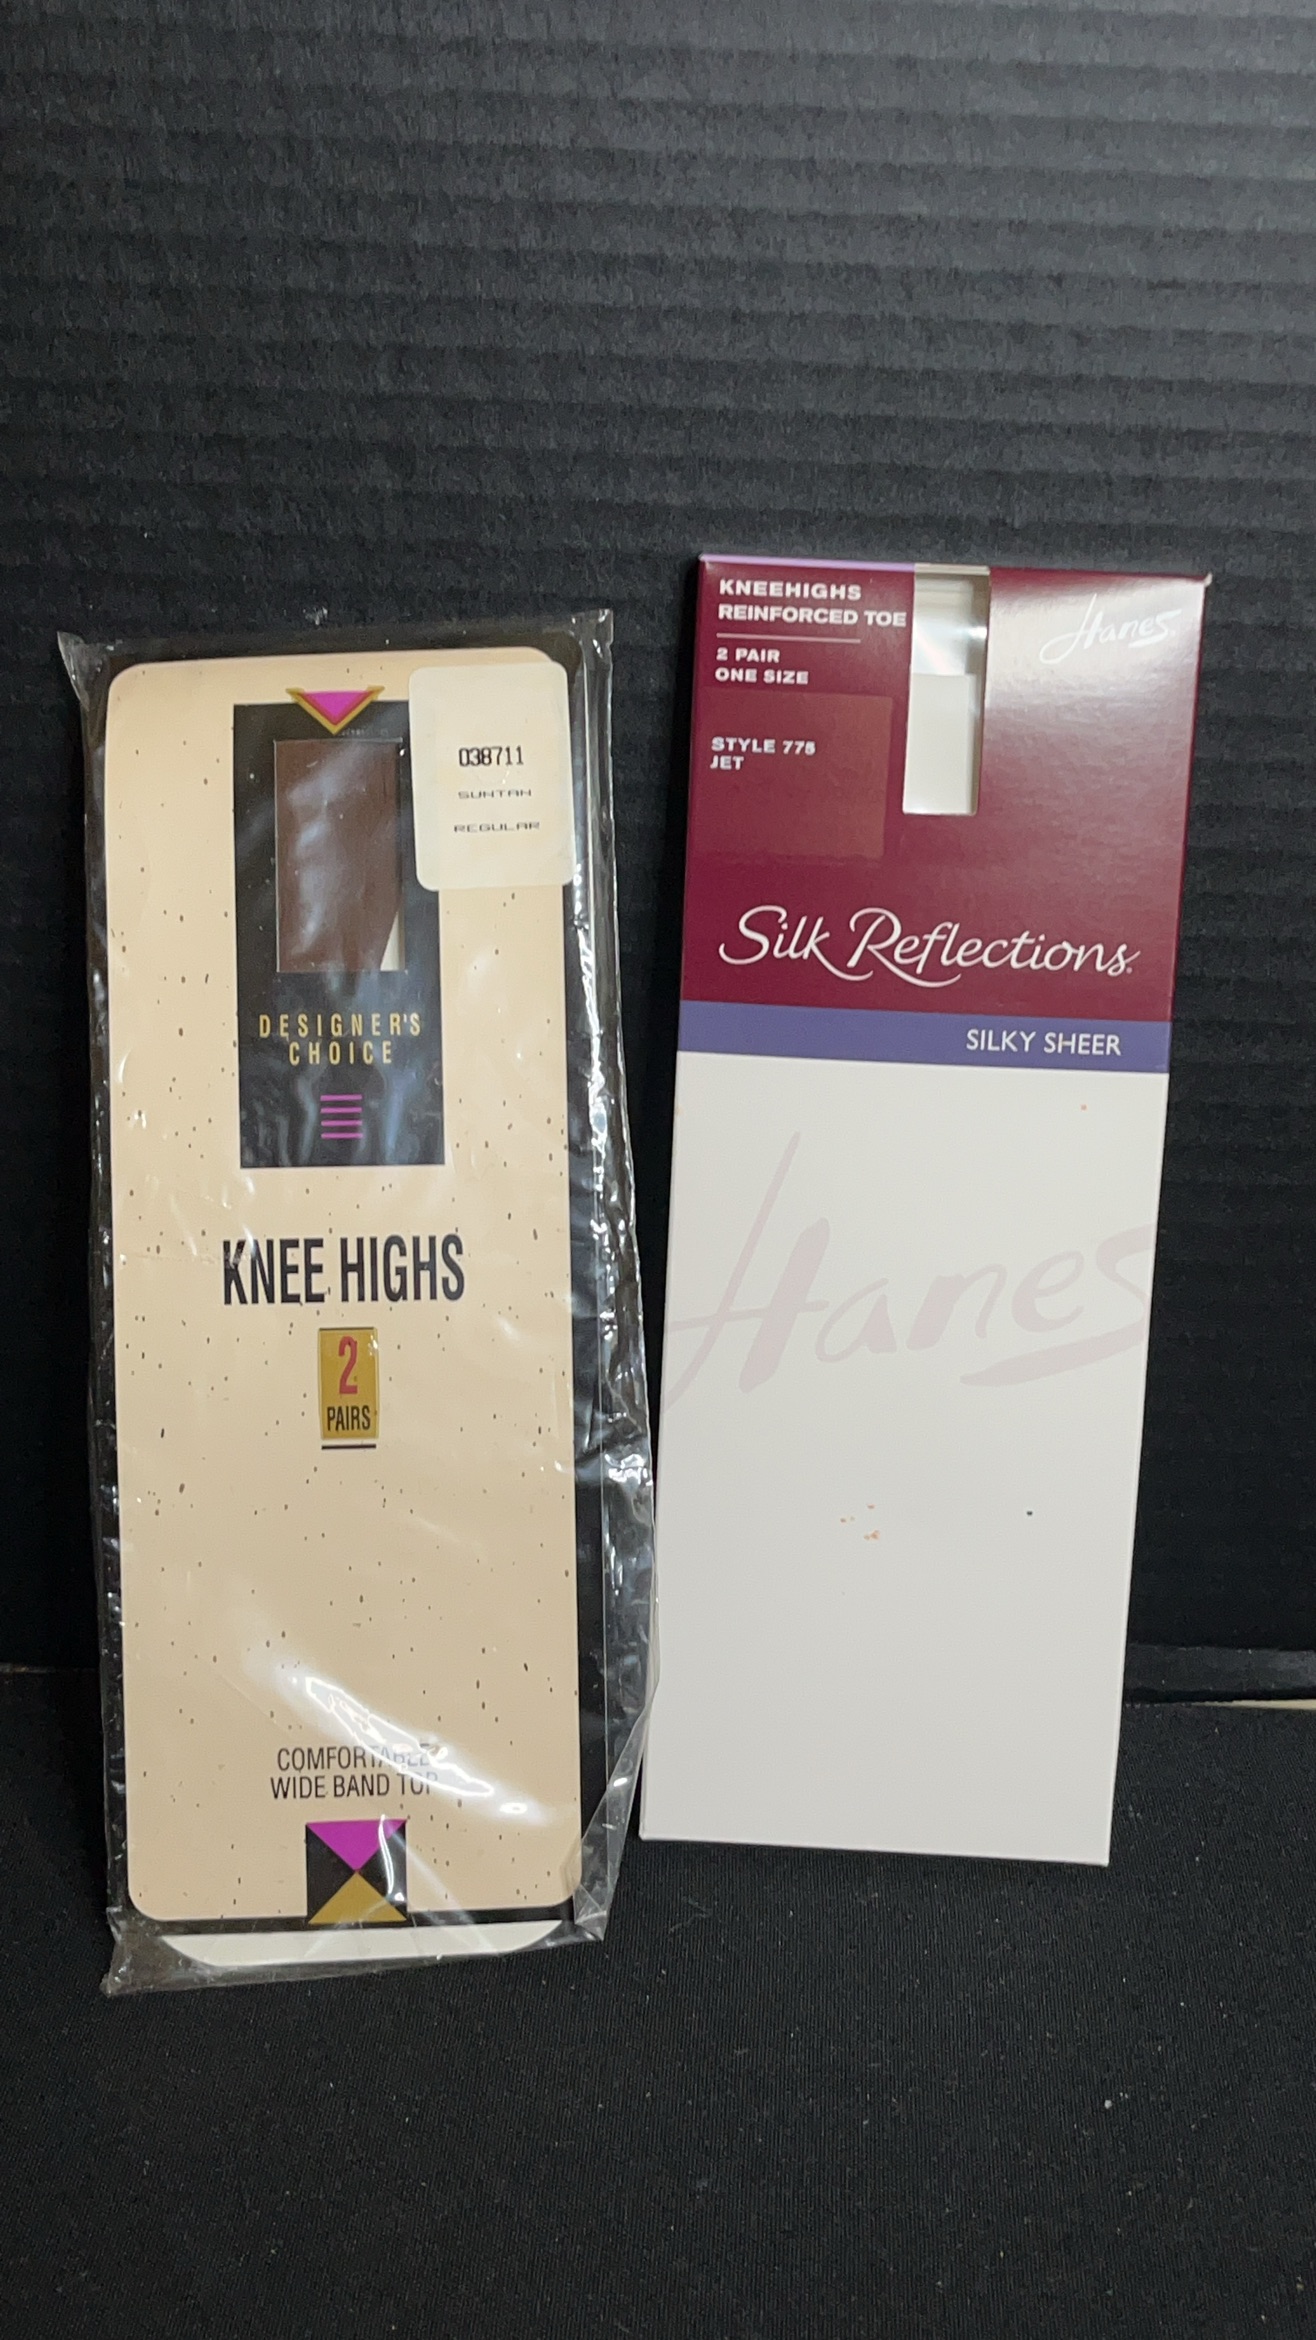 038711
SUNTAN
REGULAR
DESIGNER'S
CHOICE
KNEE HIGHS
2
PAIRS
COMFORTABLE
WIDE BAND TOP
KNEEHIGHS
REINFORCED TOE
2 PAIR
ONE SIZE
STYLE 775
JET
Hanes
Silk Reflections
SILKY SHEER
Hanes